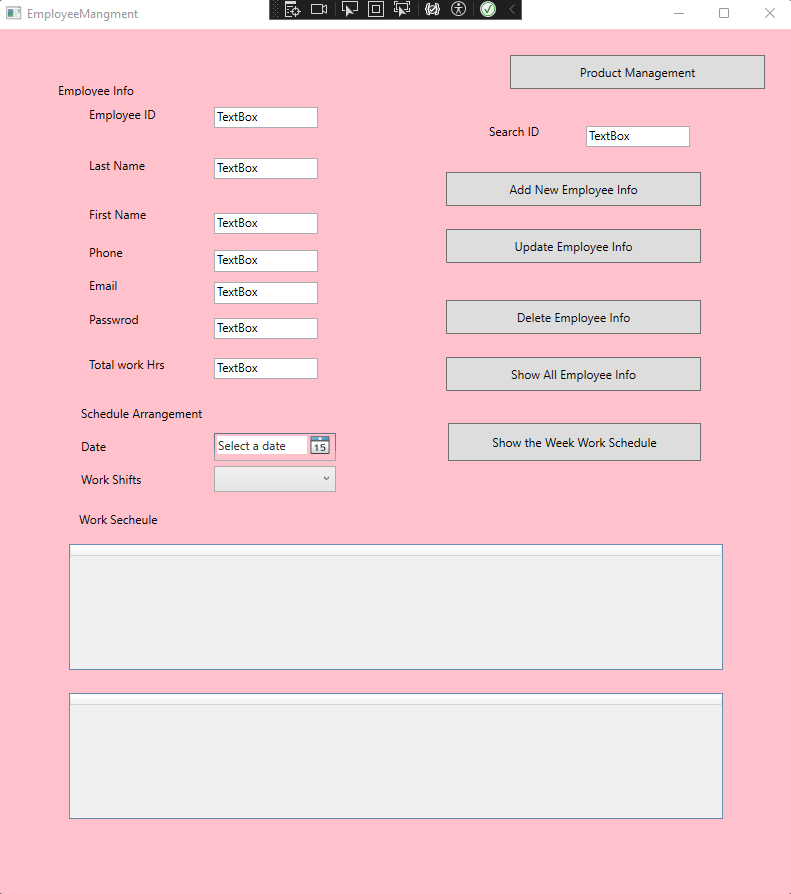 EmployeeMangment
Product Management
Employee Info
Employee ID TextBox
Search ID TextBox
Last Name TextBox
Add New Employee Info
First Name TextBox
Update Employee Info
Phone TextBox
Email TextBox
Passwrod TextBox
Delete Employee Info
Total work Hrs TextBox
Show All Employee Info
Schedule Arrangement
Date Select a date 15
Show the Week Work Schedule
Work Shifts
Work Secheule